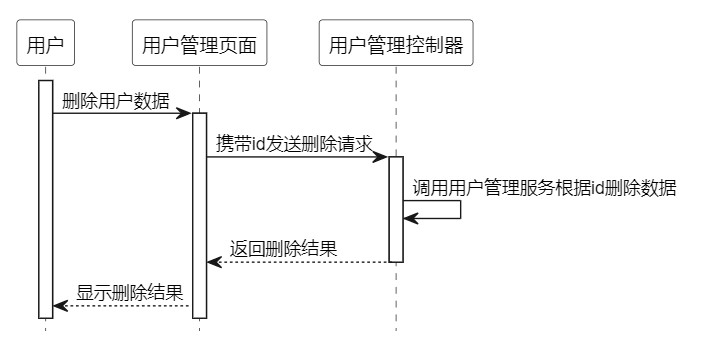 用户
用户管理页面
用户管理控制器
删除用户数据
携带id发送删除请求
调用用户管理服务根据id删除数据
返回删除结果
显示删除结果